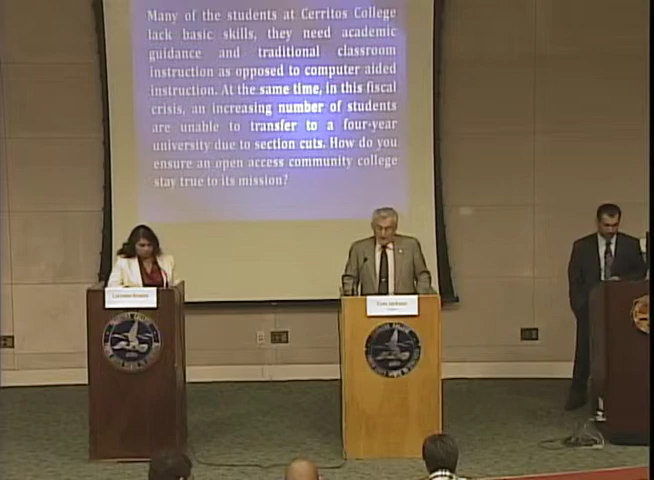 Many of the students at Cerritos College
lack basic skills, they need academic
guidance and traditional classroom
instruction as opposed to computer aided
instruction. At the same time, in this fiscal
crisis, an increasing number of students
are unable to transfer to a four-year
university due to section cuts. How do you
ensure an open access community college
stay true to its mission?